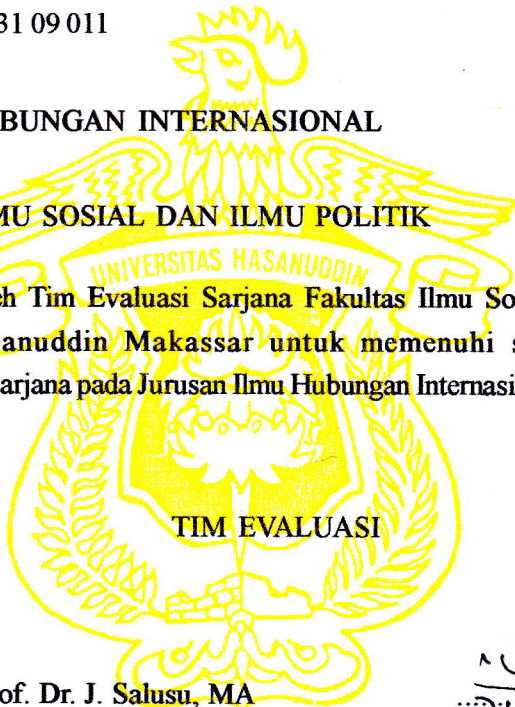 31 09 011
BUNGAN INTERNASIONAL
MU SOSIAL DAN ILMU POLITIK
UNIVERSITAS HASANUDDIN
eh Tim Evaluasi Sarjana Fakultas Ilmu So
anuddin Makassar untuk memenuhi s
arjana pada Jurusan Ilmu Hubungan Internasi
TIM EVALUASI
of. Dr. J. Salusu, MA